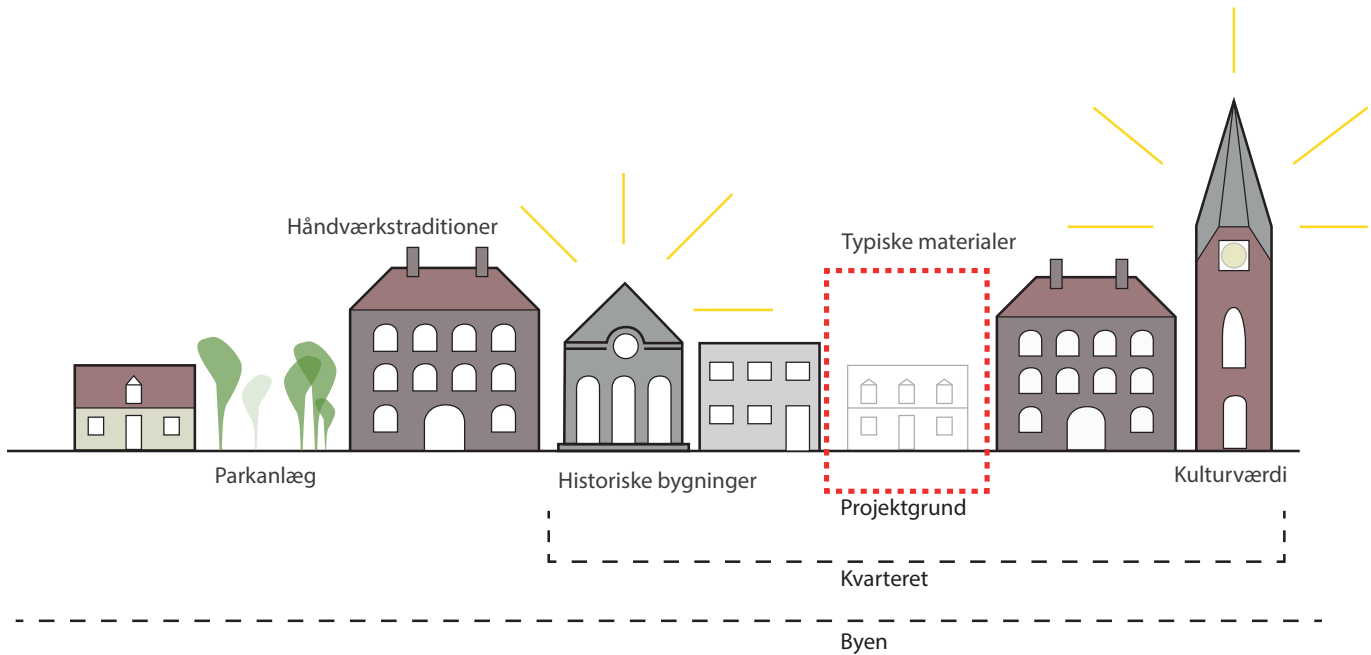 Håndværkstraditioner
Typiske materialer
Parkanlæg
Historiske bygninger
Kulturværdi
Projektgrund
Kvarteret
Byen